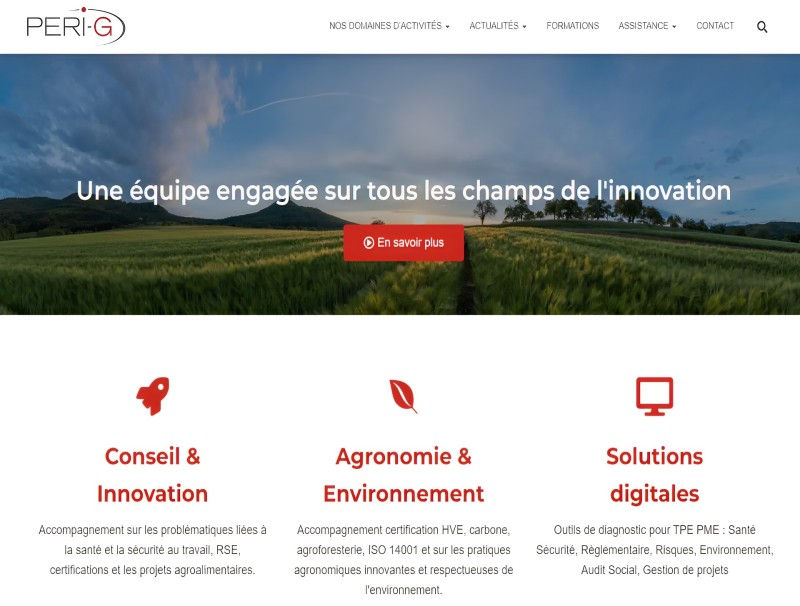 PERI-G
NOS DOMAINES D'ACTIVITÉS
ACTUALITÉS
FORMATIONS
ASSISTANCE
CONTACT
Une équipe engagée sur tous les champs de l'innovation
En savoir plus
Conseil &
Innovation
Accompagnement sur les problématiques liées à
la santé et la sécurité au travail, RSE,
certifications et les projets agroalimentaires.
Agronomie &
Environnement
Accompagnement certification HVE, carbone,
agroforesterie, ISO 14001 et sur les pratiques
agronomiques innovantes et respectueuses de
l'environnement.
Solutions
digitales
Outils de diagnostic pour TPE PME : Santé
Sécurité, Règlementaire, Risques, Environnement,
Audit Social, Gestion de projets